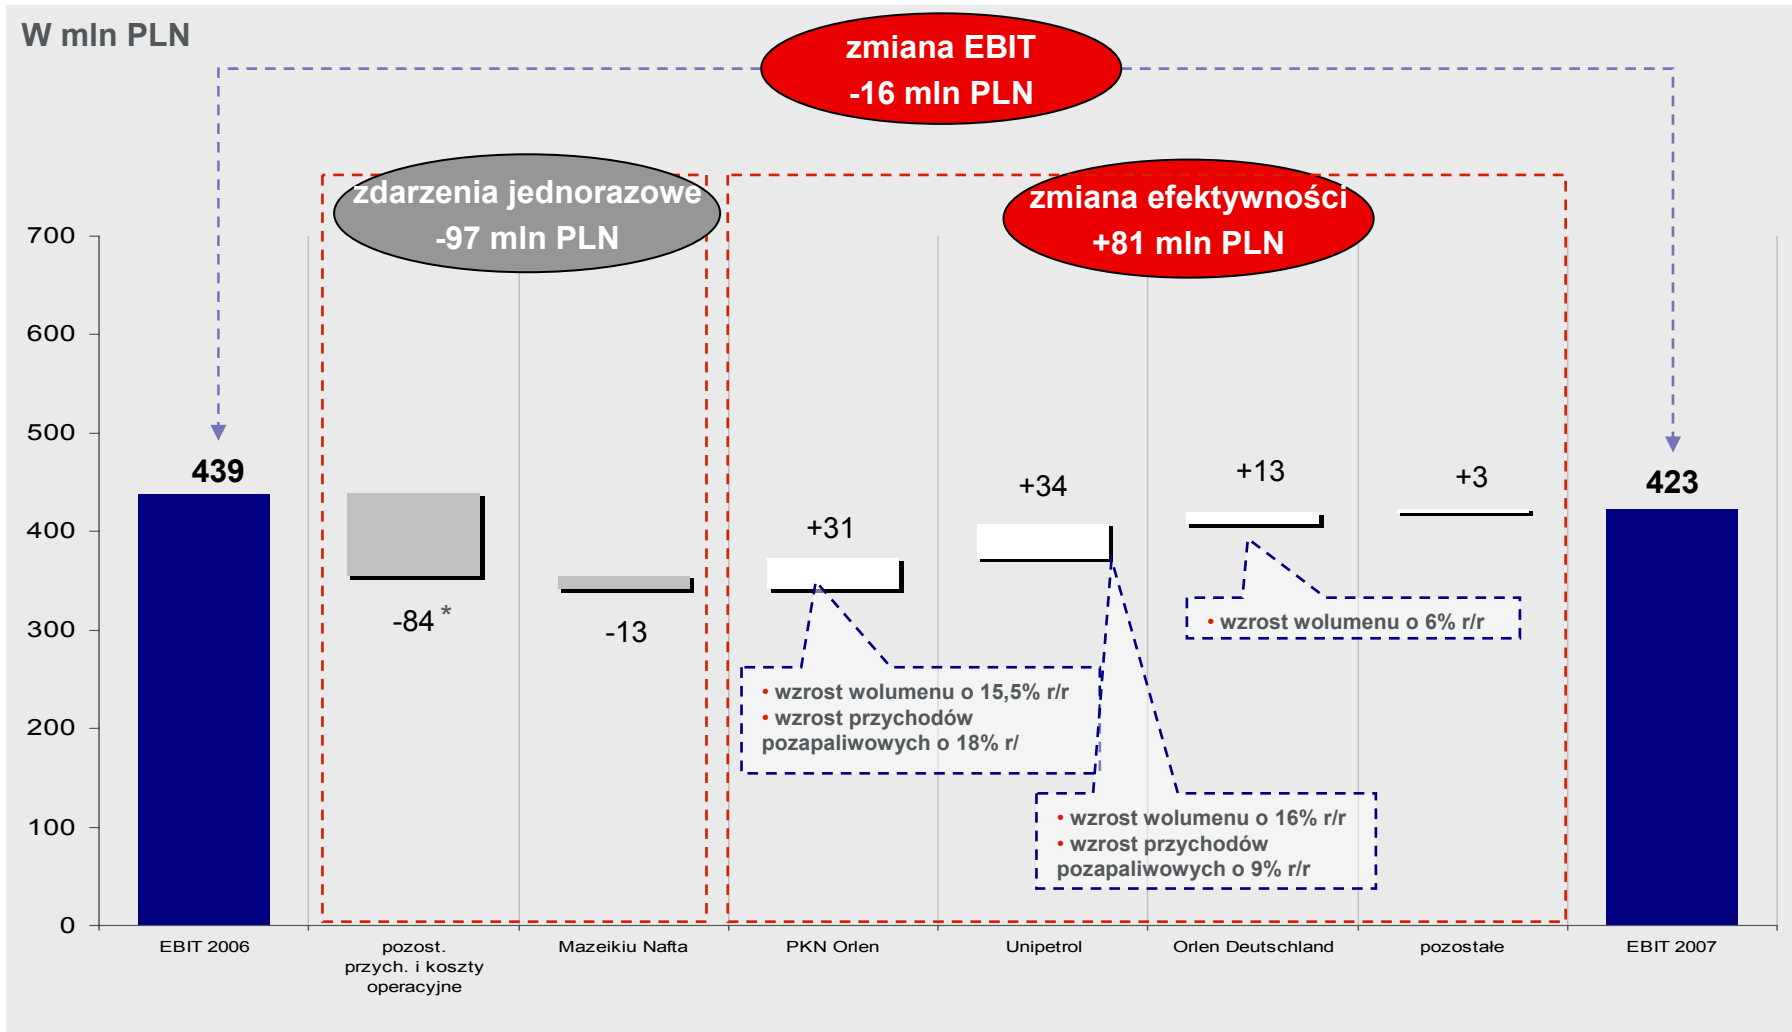 W mln PLN
zmiana EBIT
-16 mln PLN
zdarzenia jednorazowe
-97 mln PLN
zmiana efektywności
+81 mln PLN
700
600
500
400
300
200
100
0
439
-84 *
-13
+31
+34
+13
+3
423
• wzrost wolumenu o 6% r/r
• wzrost wolumenu o 15,5% r/r
• wzrost przychodów
pozapaliwowych o 18% r/
• wzrost wolumenu o 16% r/r
• wzrost przychodów
pozapaliwowych o 9% r/r
EBIT 2006
pozost.
przych. i koszty
operacyjne
Mazeikiu Nafta
PKN Orlen
Unipetrol
Orlen Deutschland
pozostałe
EBIT 2007